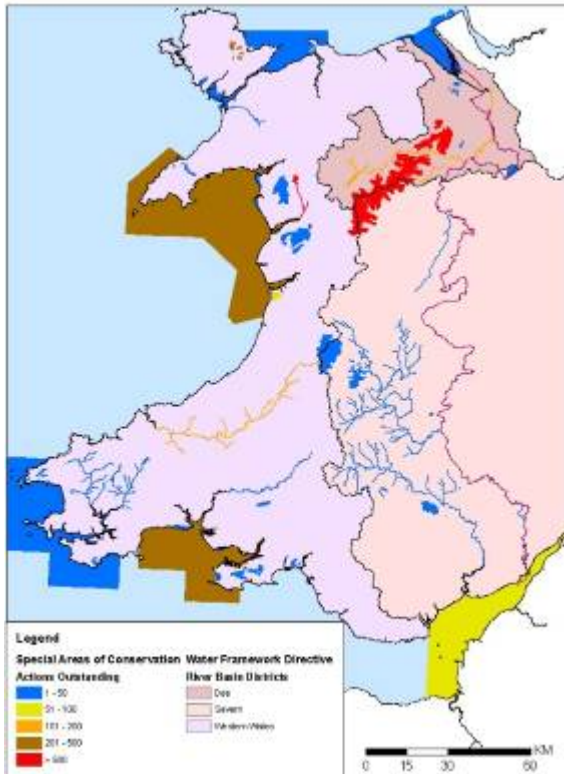 Legend
Special Areas of Conservation Water Framework Directive
Actions Outstanding River Basin Districts
1 - 50 Dee
51 - 100 Severn
101 - 200 Western Wales
201 - 500
> 500
KM
0 15 30 60